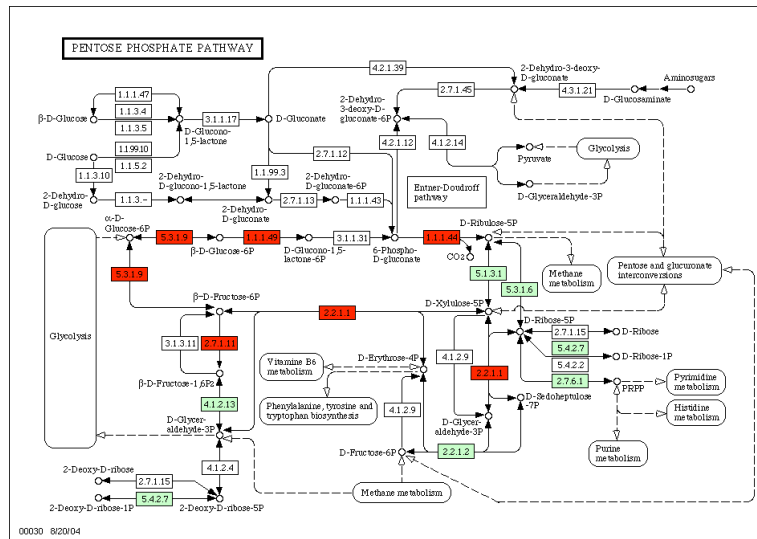 PENTOSE PHOSPHATE PATHWAY
4.2.1.39
2-Dehydro-3-deoxy-
D-gluconate
2.7.1.45
4.3.1.21
Aminosugars
D-Glucosaminate
1.1.1.47
1.1.3.4
1.1.3.5
β-D-Glucose
D-Glucono-
1,5-lactone
3.1.1.17
D-Gluconate
2-Dehydro-
3-deoxy-D-
gluconate-6P
D-Glucose
1.1.99.10
1.1.5.2
1.1.3.10
4.2.1.12
4.2.1.14
Glycolysis
Pyruvate
2.7.1.12
1.1.99.3
2-Dehydro-
D-glucose
1.1.3.-
2-Dehydro-
D-glucono-1,5-lactone
2-Dehydro-
D-gluconate
2.7.1.13
2-Dehydro-
D-gluconate-6P
1.1.1.43
Entner-Doudroff
pathway
D-Glyceraldehyde-3P
α-D-
Glucose-6P
5.3.1.9
β-D-Glucose-6P
1.1.1.49
D-Glucono-1,5-
lactone-6P
3.1.1.31
6-Phospho-
D-gluconate
1.1.1.44
CO2
D-Ribulose-5P
5.3.1.9
5.1.3.1
5.3.1.6
Methane
metabolism
Pentose and glucuronate
interconversions
Glycolysis
β-D-Fructose-6P
2.2.1.1
D-Xylulose-5P
D-Ribose-5P
3.1.3.11
2.7.1.11
2.7.1.15
D-Ribose
5.4.2.7
5.4.2.2
D-Ribose-1P
2.7.6.1
PRPP
Vitamine B6
metabolism
D-Erythrose-4P
4.1.2.9
2.2.1.1
β-D-Fructose-1,6P2
Phenylalanine, tyrosine and
tryptophan biosynthesis
4.1.2.9
D-Sedoheptulose
-7P
Pyrimidine
metabolism
Histidine
metabolism
Purine
metabolism
4.1.2.13
D-Glycer-
aldehyde-3P
D-Glycer-
aldehyde-3P
D-Fructose-6P
2.2.1.2
4.1.2.4
2-Deoxy-D-ribose
2.7.1.15
5.4.2.7
2-Deoxy-D-ribose-1P
2-Deoxy-D-ribose-5P
Methane metabolism
00030 8/20/04